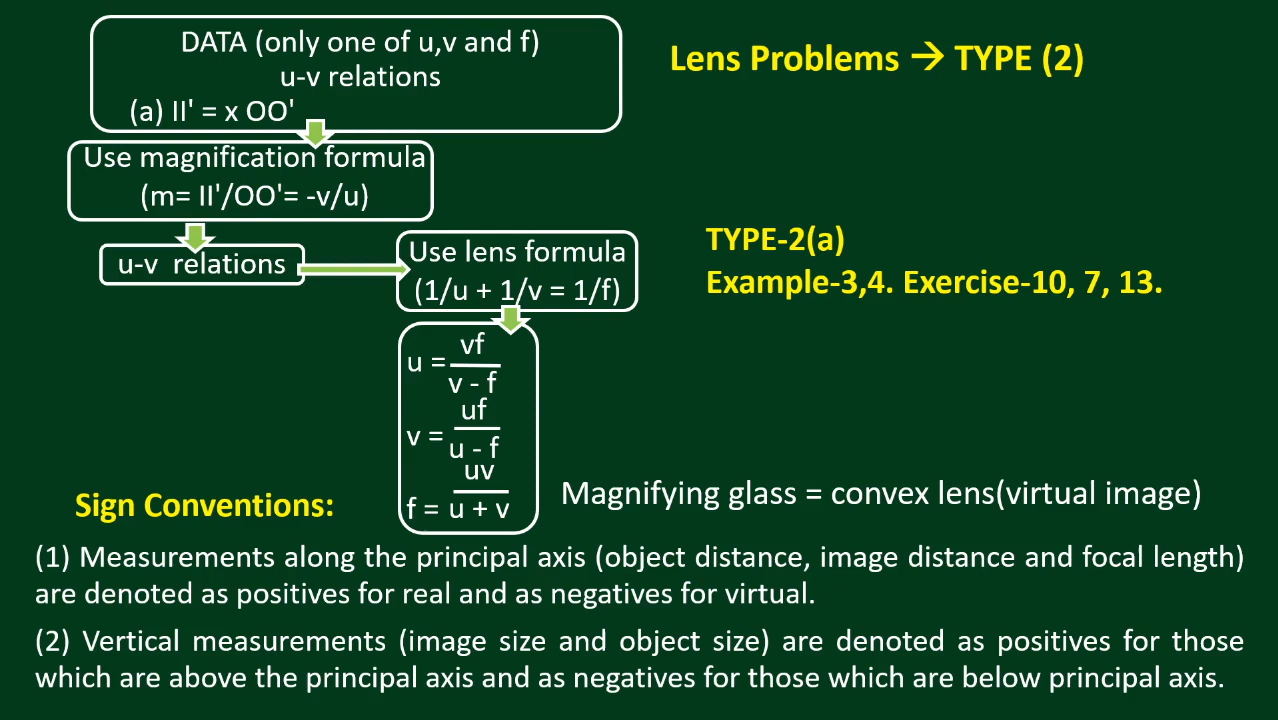 DATA (only one of u,v and f)
u-v relations
(a) II' = x OO'
Lens Problems → TYPE (2)
Use magnification formula
(m= II'/OO'= -v/u)
u-v relations
Use lens formula
(1/u + 1/v = 1/f)
TYPE-2(a)
Example-3,4. Exercise-10, 7, 13.
u = vf / v - f
v = uf / u - f
f = uv / u + v
Magnifying glass = convex lens(virtual image)
Sign Conventions:
(1) Measurements along the principal axis (object distance, image distance and focal length)
are denoted as positives for real and as negatives for virtual.
(2) Vertical measurements (image size and object size) are denoted as positives for those
which are above the principal axis and as negatives for those which are below principal axis.